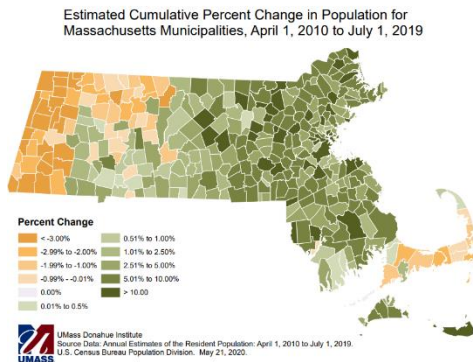 Estimated Cumulative Percent Change in Population for
Massachusetts Municipalities, April 1, 2010 to July 1, 2019
Percent Change
< -3.00%
-2.99% to -2.00%
-1.99% to -1.00%
-0.99% - -0.01%
0.00%
0.01% to 0.5%
0.51% to 1.00%
1.01% to 2.50%
2.51% to 5.00%
5.01% to 10.00%
> 10.00
UMASS
UMass Donahue Institute
Source Data: Annual Estimates of the Resident Population: April 1, 2010 to July 1, 2019.
U.S. Census Bureau Population Division. May 21, 2020.